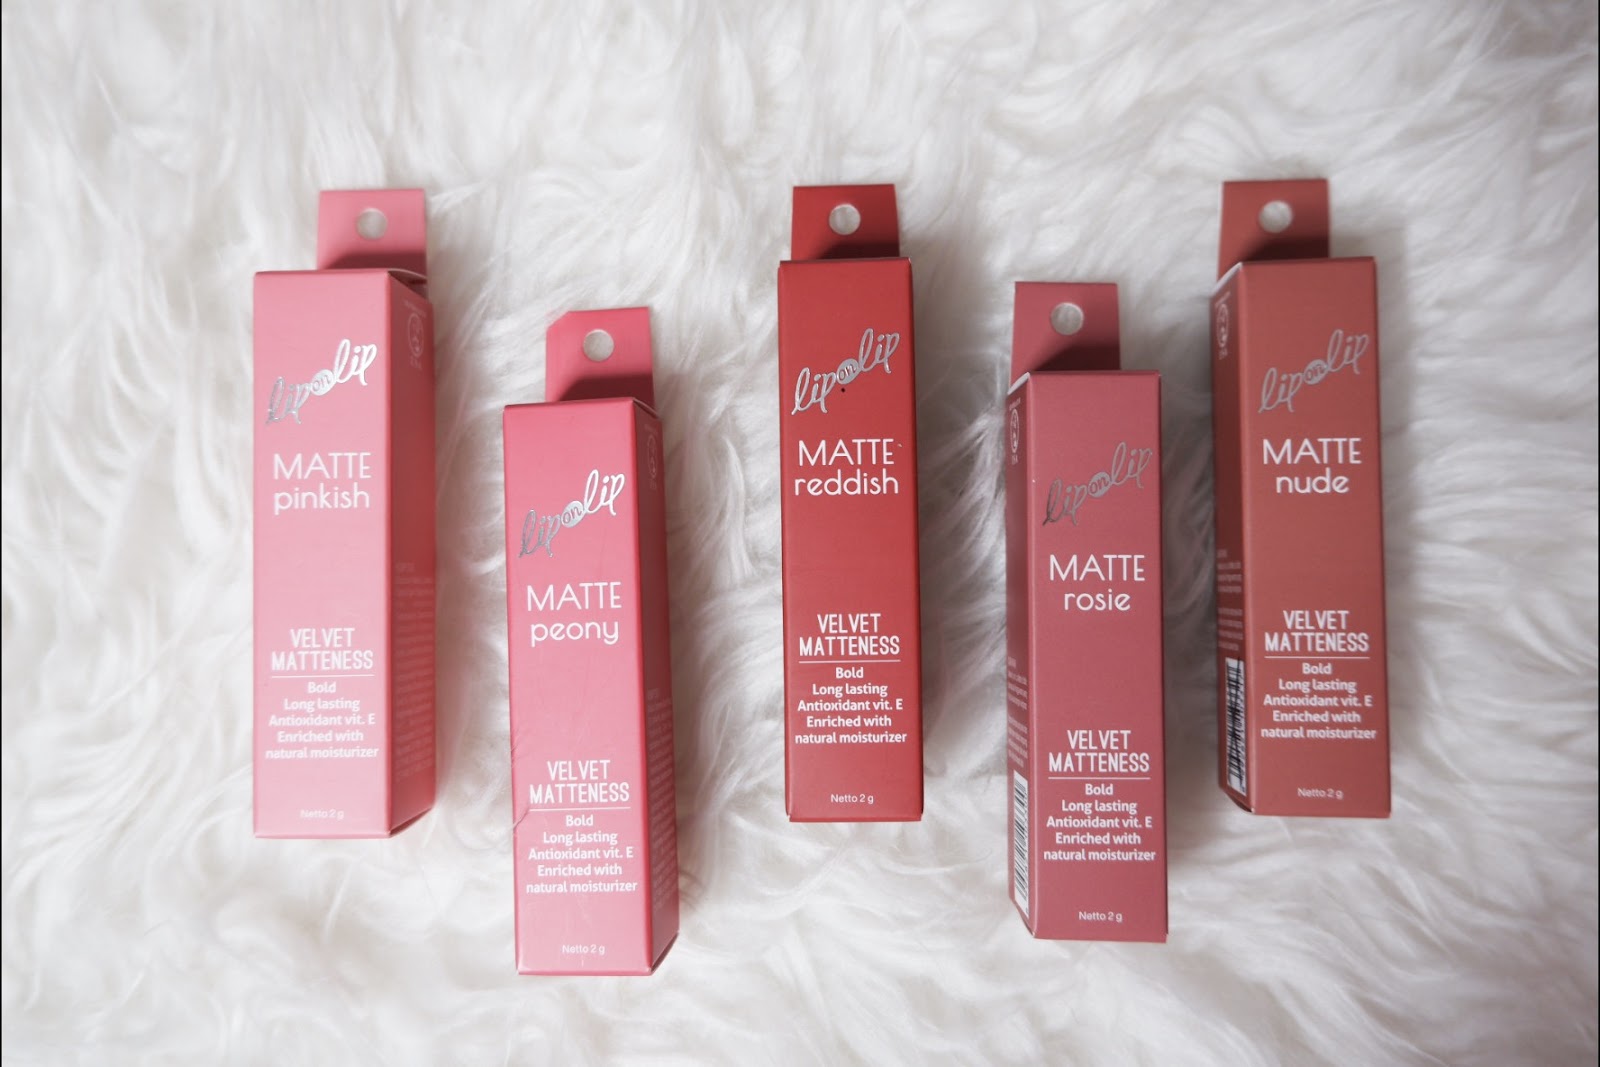 lip on lip
MATTE
pinkish
VELVET
MATTENESS
Bold
Long lasting
Antioxidant vit. E
Enriched with
natural moisturizer
Netto 2 g
lip on lip
MATTE
peony
VELVET
MATTENESS
Bold
Long lasting
Antioxidant vit. E
Enriched with
natural moisturizer
Netto 2 g
lip on lip
MATTE
reddish
VELVET
MATTENESS
Bold
Long lasting
Antioxidant vit. E
Enriched with
natural moisturizer
Netto 2 g
lip on lip
MATTE
rosie
VELVET
MATTENESS
Bold
Long lasting
Antioxidant vit. E
Enriched with
natural moisturizer
Netto 2 g
lip on lip
MATTE
nude
VELVET
MATTENESS
Bold
Long lasting
Antioxidant vit. E
Enriched with
natural moisturizer
Netto 2 g